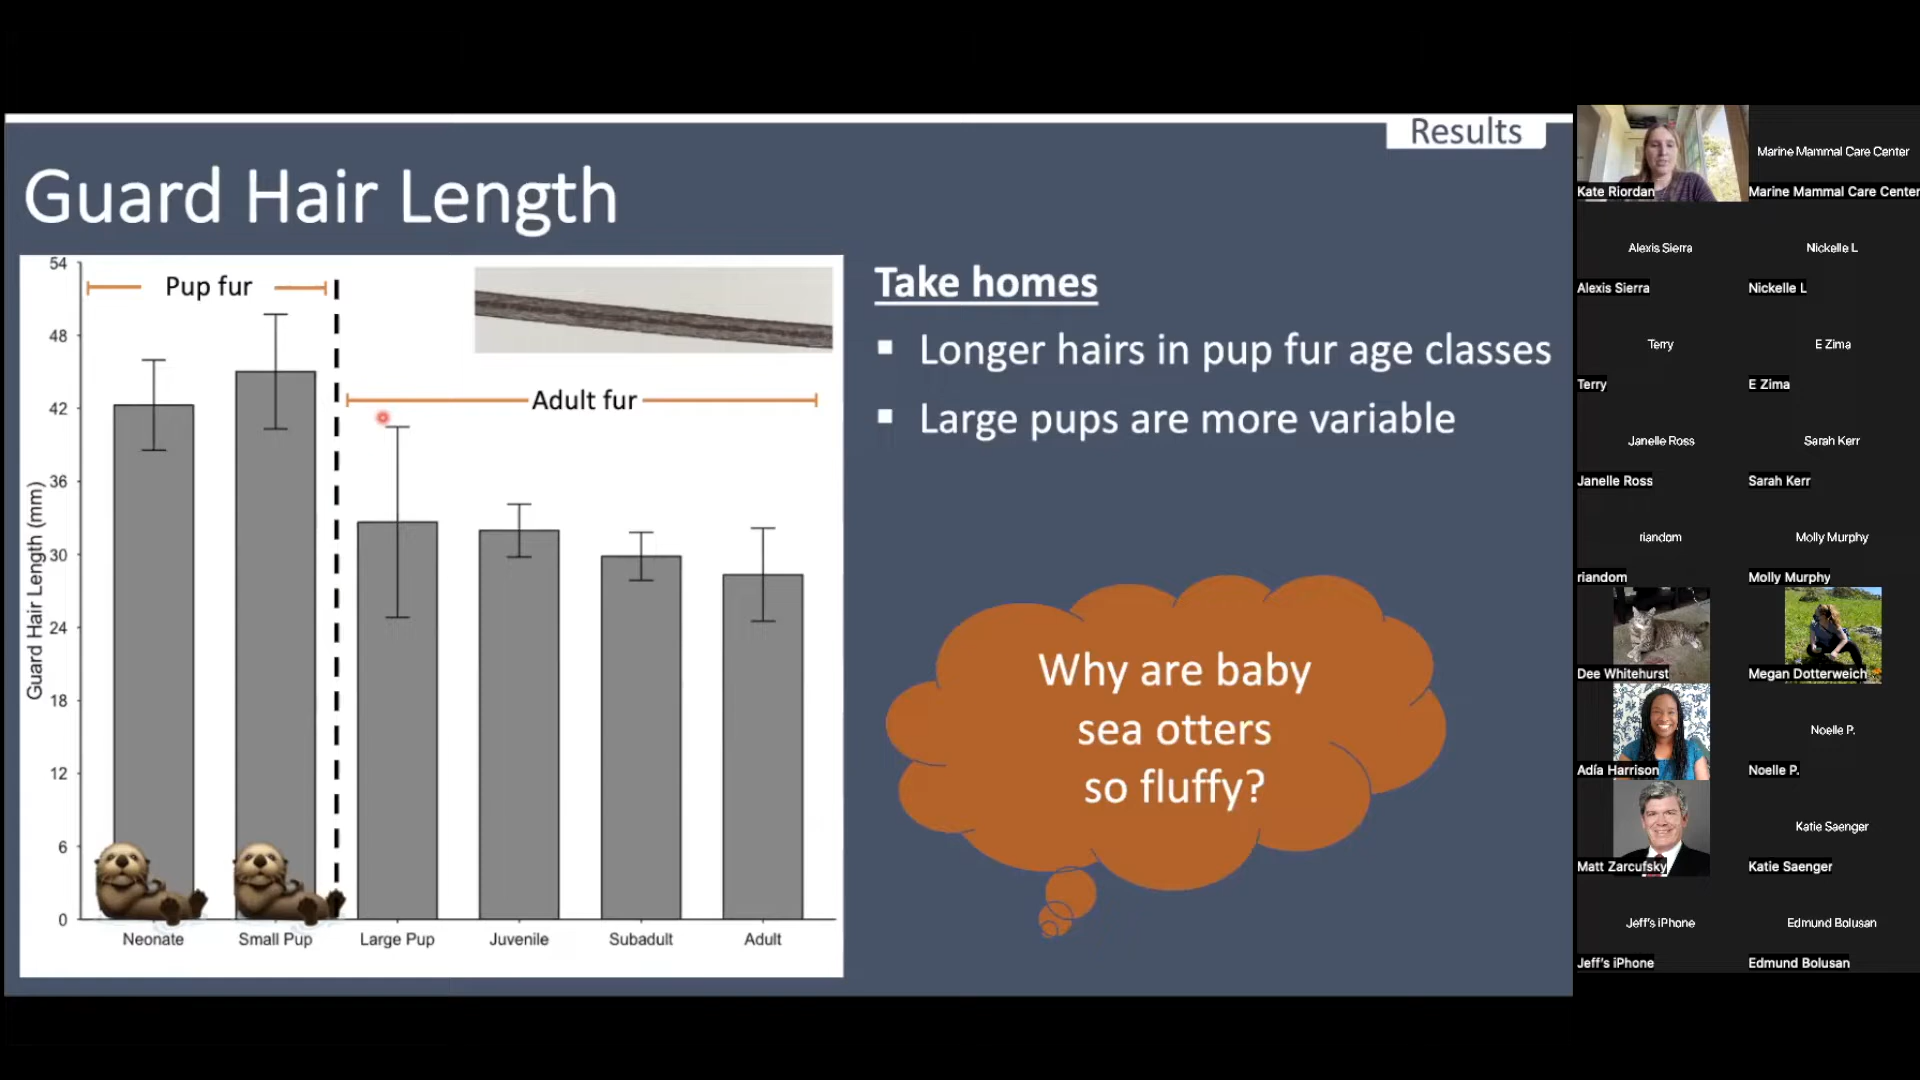 Results
Guard Hair Length
54
48
42
36
30
24
18
12
6
0
Guard Hair Length (mm)
Pup fur
Adult fur
Neonate
Small Pup
Large Pup
Juvenile
Subadult
Adult
Take homes
▪ Longer hairs in pup fur age classes
▪ Large pups are more variable
Why are baby
sea otters
so fluffy?
Kate Riordan
Marine Mammal Care Center
Marine Mammal Care Center
Alexis Sierra
Alexis Sierra
Nickelle L
Nickelle L
Terry
Terry
E Zima
E Zima
Janelle Ross
Janelle Ross
Sarah Kerr
Sarah Kerr
riandom
riandom
Molly Murphy
Molly Murphy
Dee Whitehurst
Megan Dotterweich
Adía Harrison
Noelle P.
Noelle P.
Matt Zarcufsky
Katie Saenger
Katie Saenger
Jeff's iPhone
Jeff's iPhone
Edmund Bolusan
Edmund Bolusan